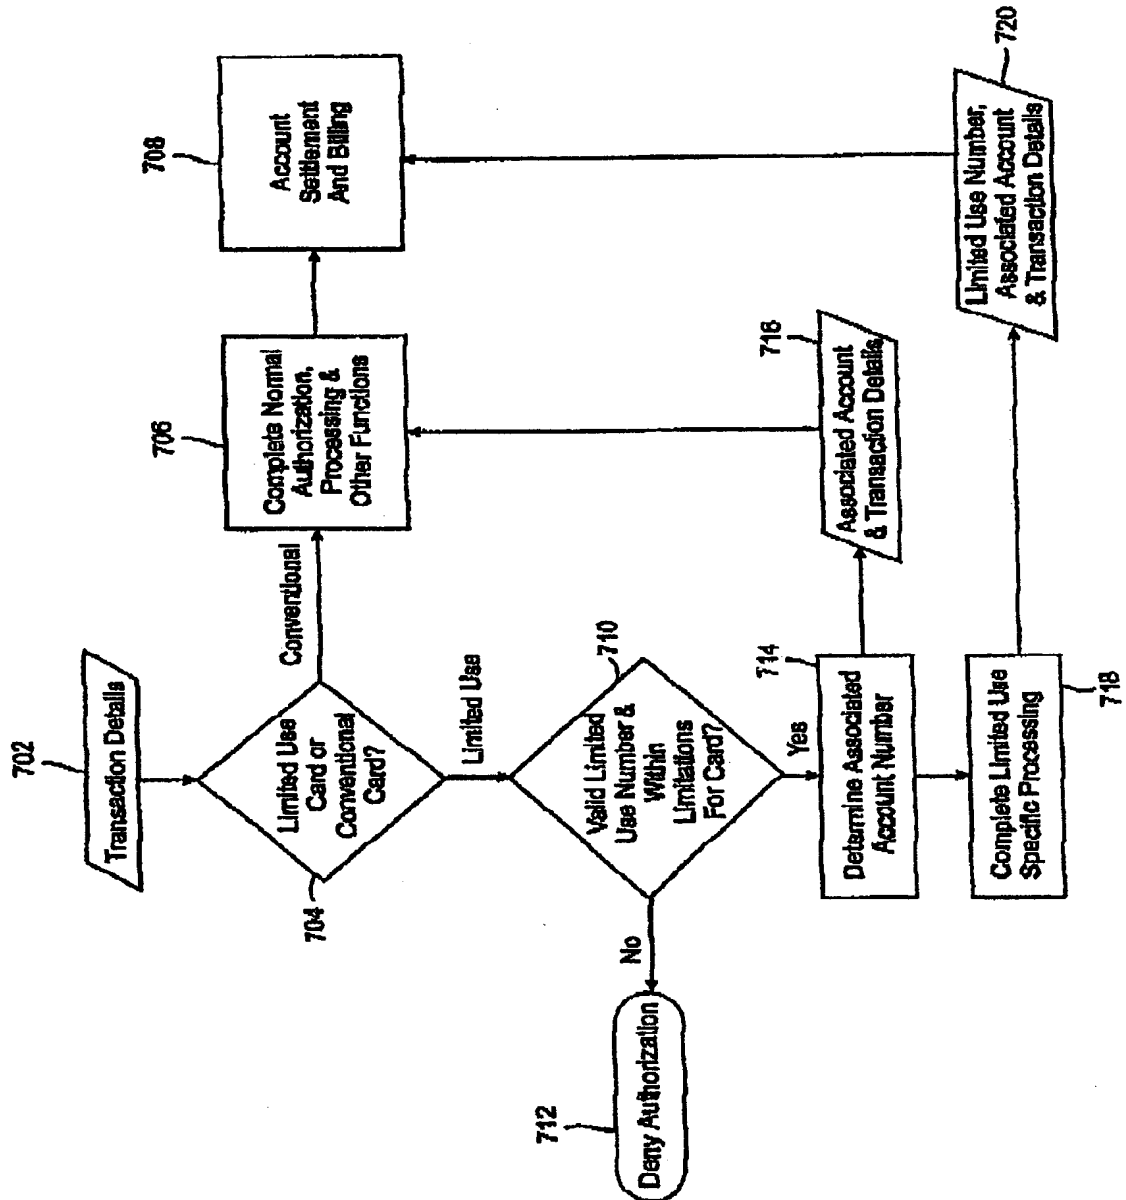 702
Transaction Details
Limited Use
Card or
Conventional
Card?
704
Conventional
706
Complete Normal
Authorization,
Processing &
Other Functions
708
Account
Settlement
And Billing
Limited Use
710
Valid Limited
Use Number &
Within
Limitations
For Card?
No
712
Deny Authorization
Yes
714
Determine Associated
Account Number
716
Associated Account
& Transaction Details
Complete Limited Use
Specific Processing
718
720
Limited Use Number,
Associated Account
& Transaction Details